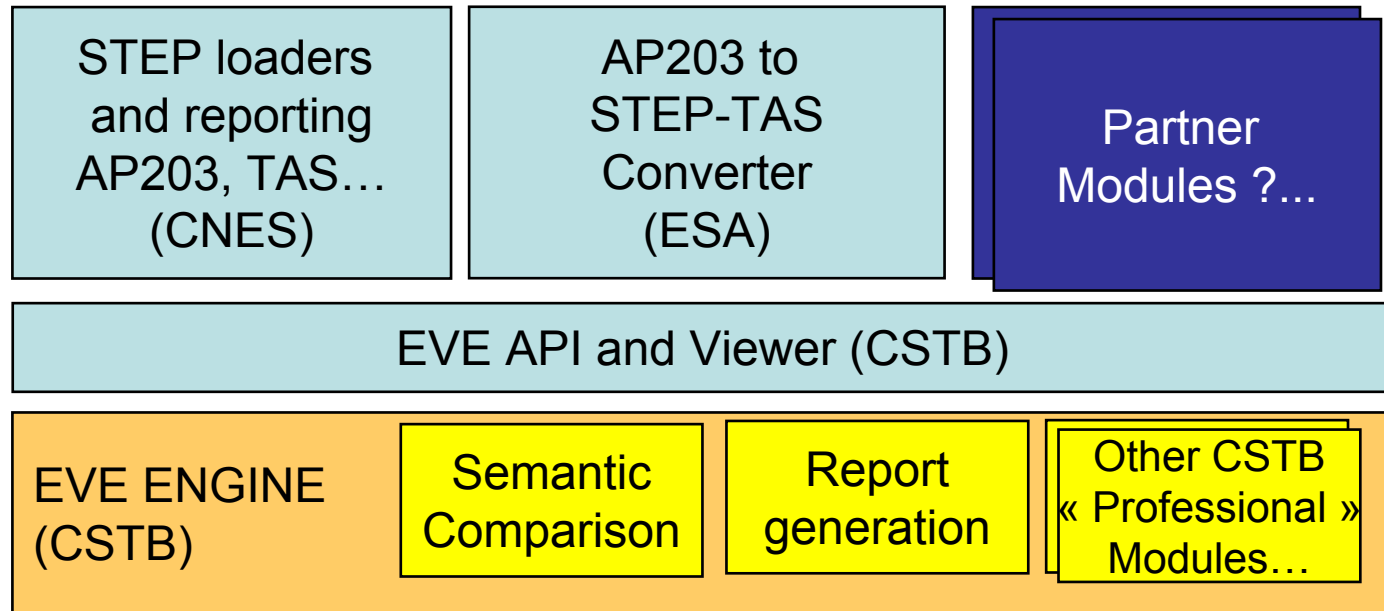 STEP loaders
and reporting
AP203, TAS…
(CNES)
AP203 to
STEP-TAS
Converter
(ESA)
Partner
Modules ?...
EVE API and Viewer (CSTB)
EVE ENGINE
(CSTB)
Semantic
Comparison
Report
generation
Other CSTB
« Professional »
Modules…